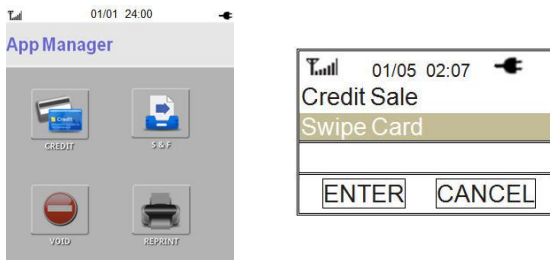 01/01 24:00
App Manager
Credit
CREDIT
S & F
VOID
REPRINT
01/05 02:07
Credit Sale
Swipe Card
ENTER CANCEL